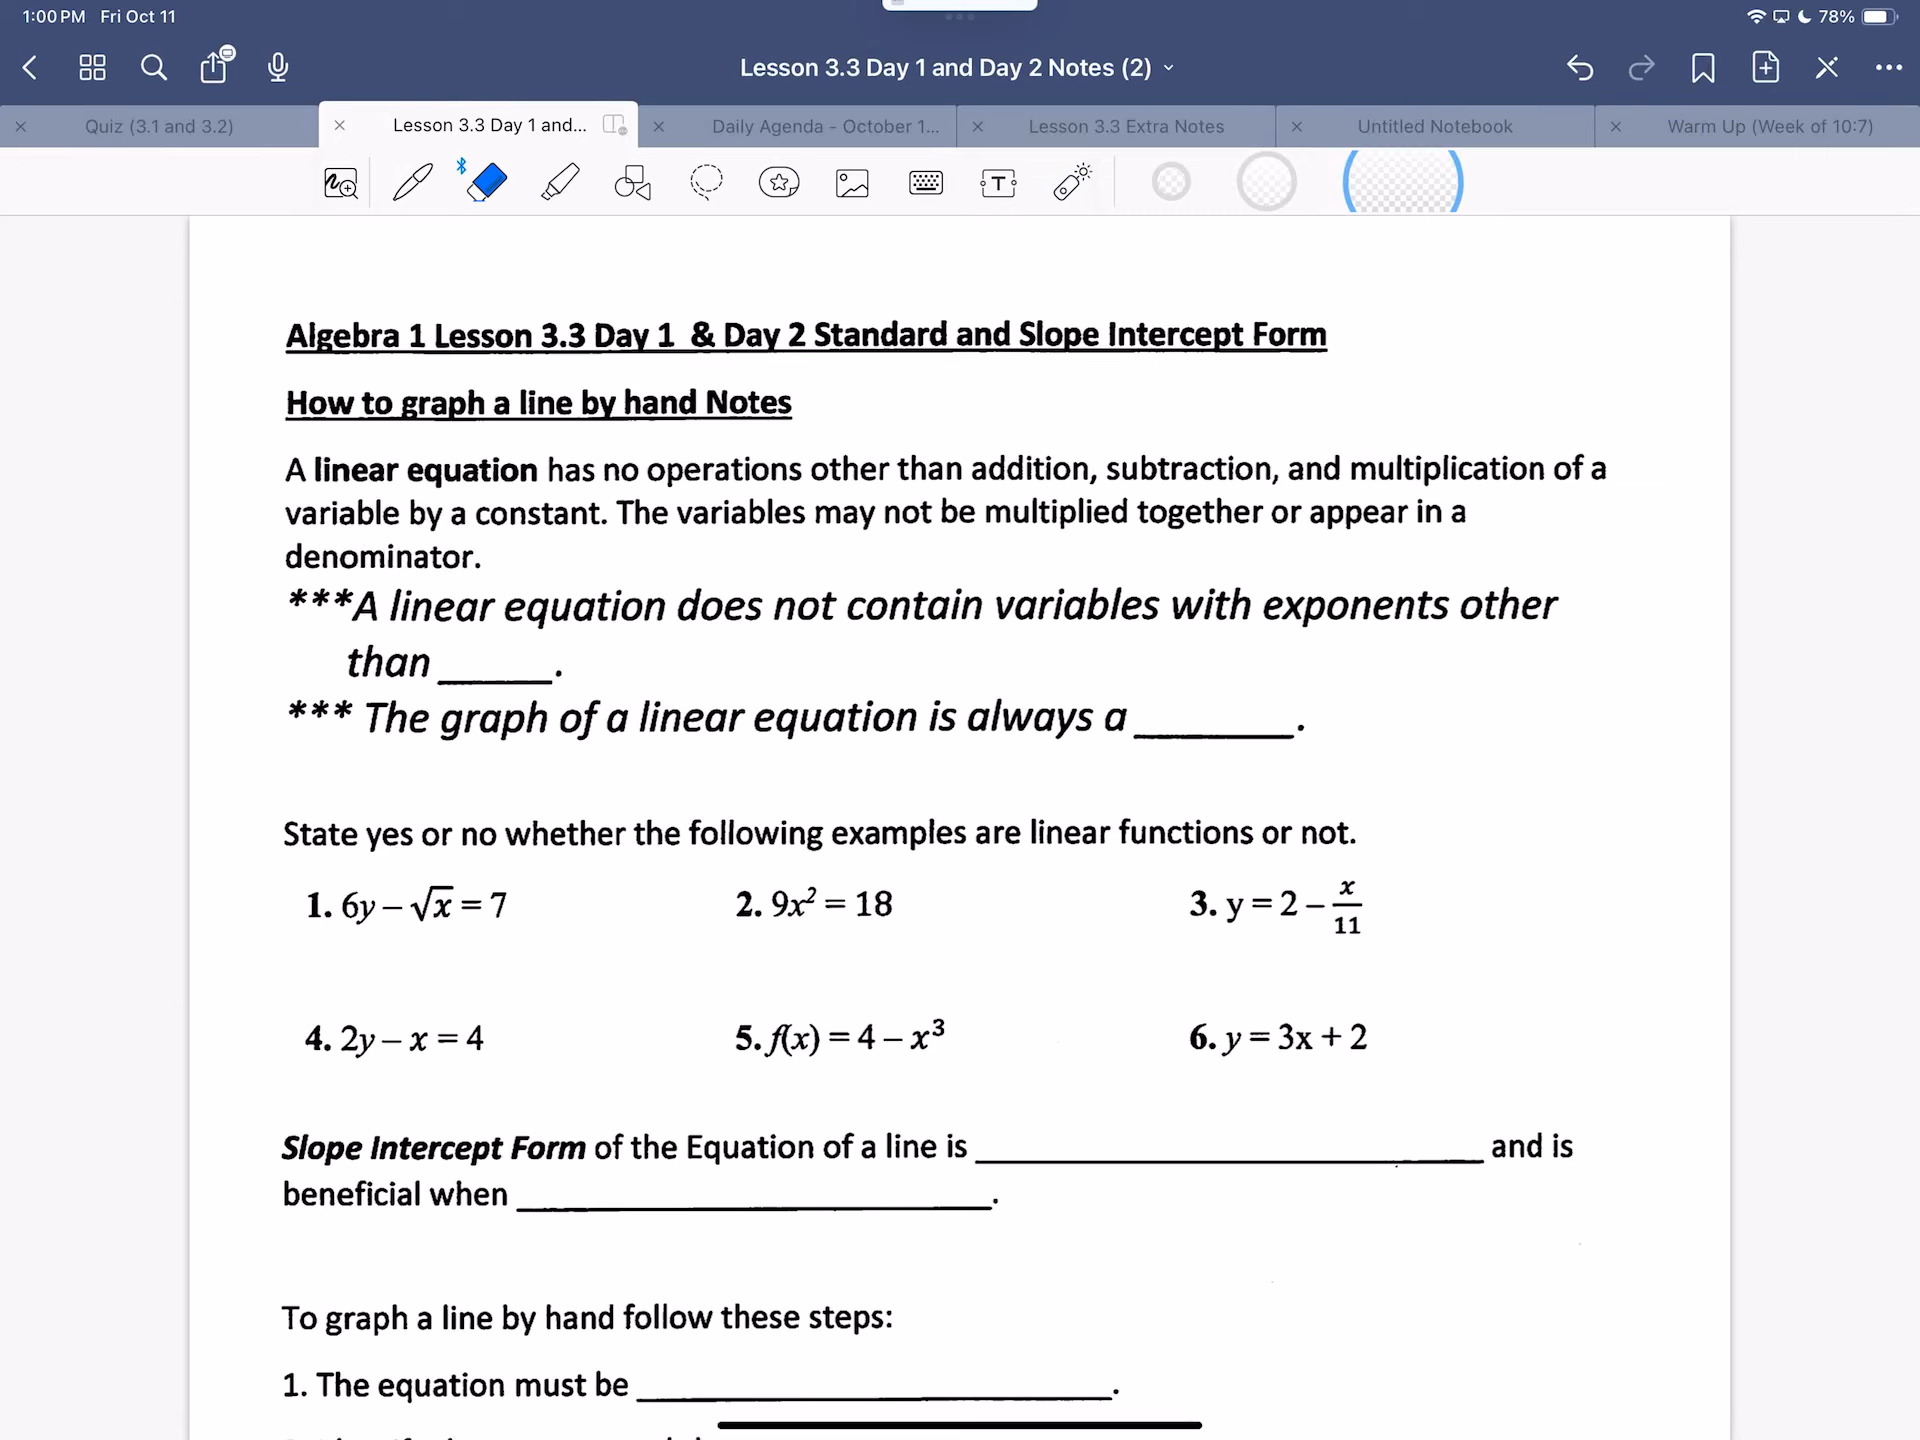 1:00 PM Fri Oct 11
78%
Lesson 3.3 Day 1 and Day 2 Notes (2)
Quiz (3.1 and 3.2)
Lesson 3.3 Day 1 and...
Daily Agenda - October 1...
Lesson 3.3 Extra Notes
Untitled Notebook
Warm Up (Week of 10:7)
T
Algebra 1 Lesson 3.3 Day 1 & Day 2 Standard and Slope Intercept Form
How to graph a line by hand Notes
A linear equation has no operations other than addition, subtraction, and multiplication of a
variable by a constant. The variables may not be multiplied together or appear in a
denominator.
***A linear equation does not contain variables with exponents other
than _____.
*** The graph of a linear equation is always a _______.
State yes or no whether the following examples are linear functions or not.
1. 6y – √x = 7 2. 9x² = 18 3. y = 2 – x/11
4. 2y – x = 4 5. f(x) = 4 – x³ 6. y = 3x + 2
Slope Intercept Form of the Equation of a line is ______________________ and is
beneficial when ____________________.
To graph a line by hand follow these steps:
1. The equation must be ____________________.